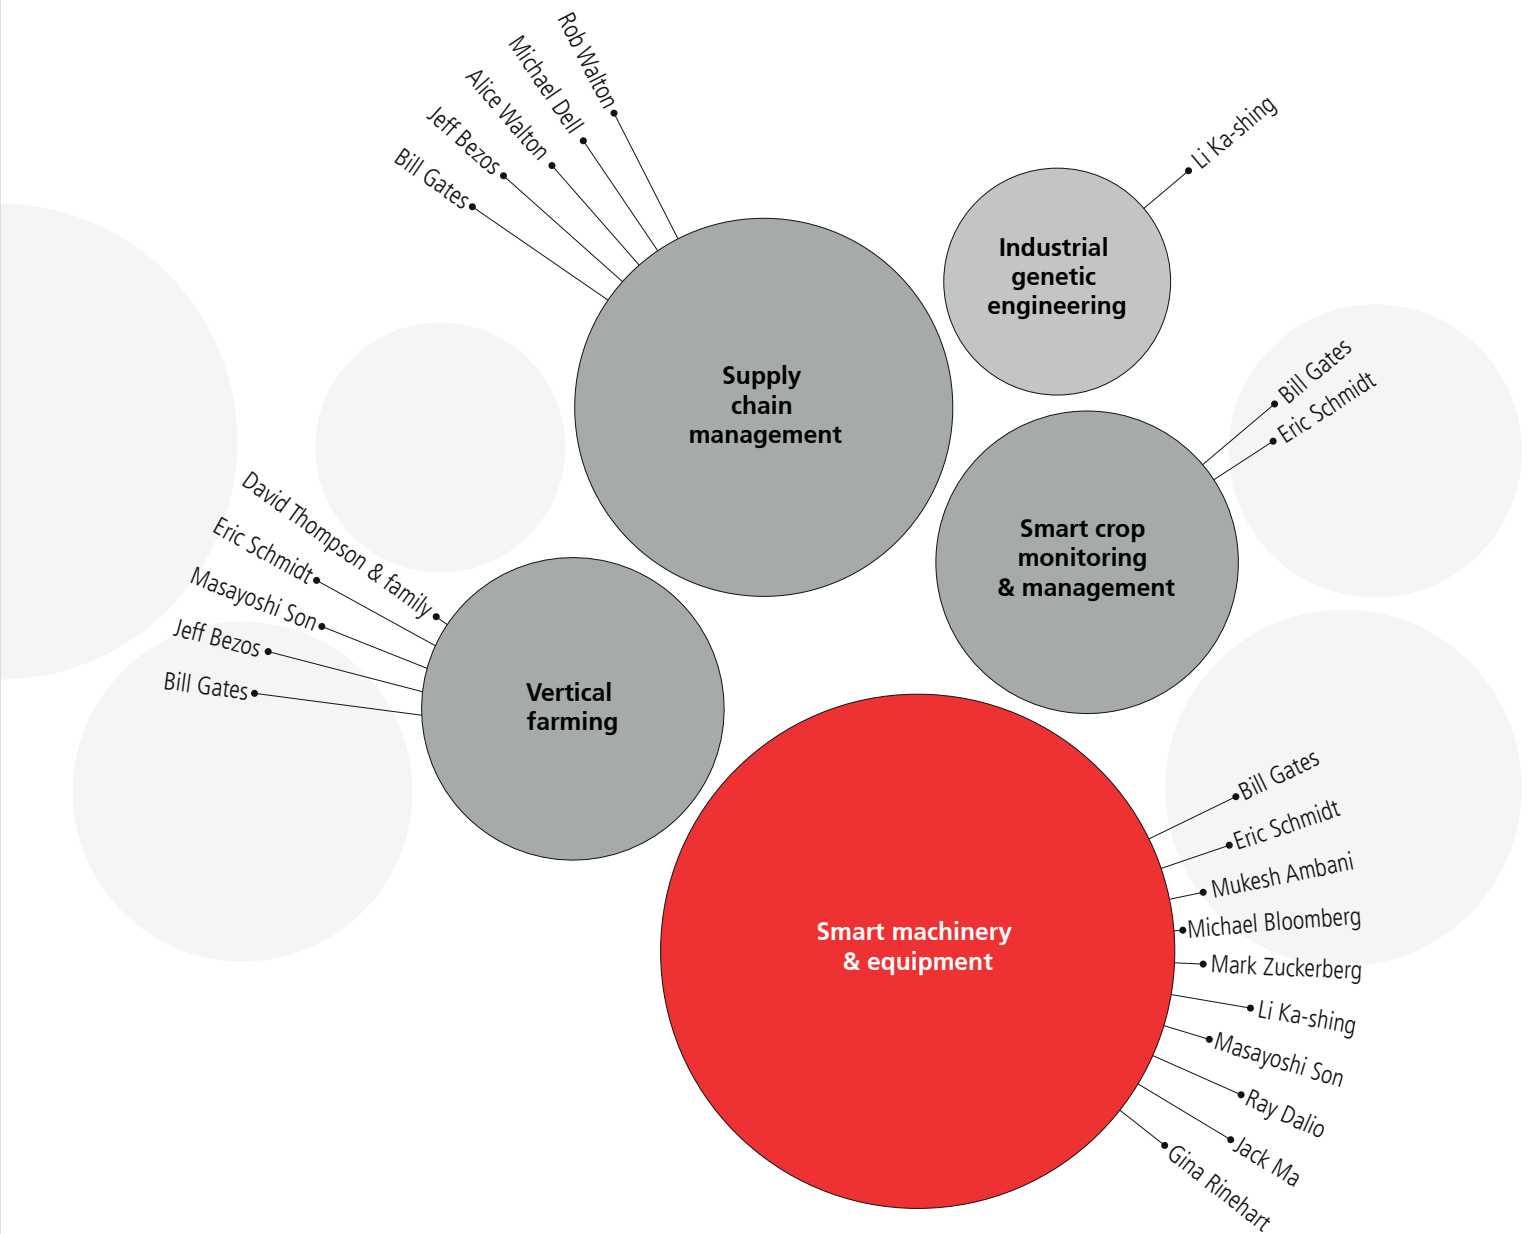 Rob Walton
Michael Dell
Alice Walton
Jeff Bezos
Bill Gates
Supply
chain
management
Li Ka-shing
Industrial
genetic
engineering
Bill Gates
Eric Schmidt
Smart crop
monitoring
& management
David Thompson & family
Eric Schmidt
Masayoshi Son
Jeff Bezos
Bill Gates
Vertical
farming
Smart machinery
& equipment
Bill Gates
Eric Schmidt
Mukesh Ambani
Michael Bloomberg
Mark Zuckerberg
Li Ka-shing
Masayoshi Son
Ray Dalio
Jack Ma
Gina Rinehart